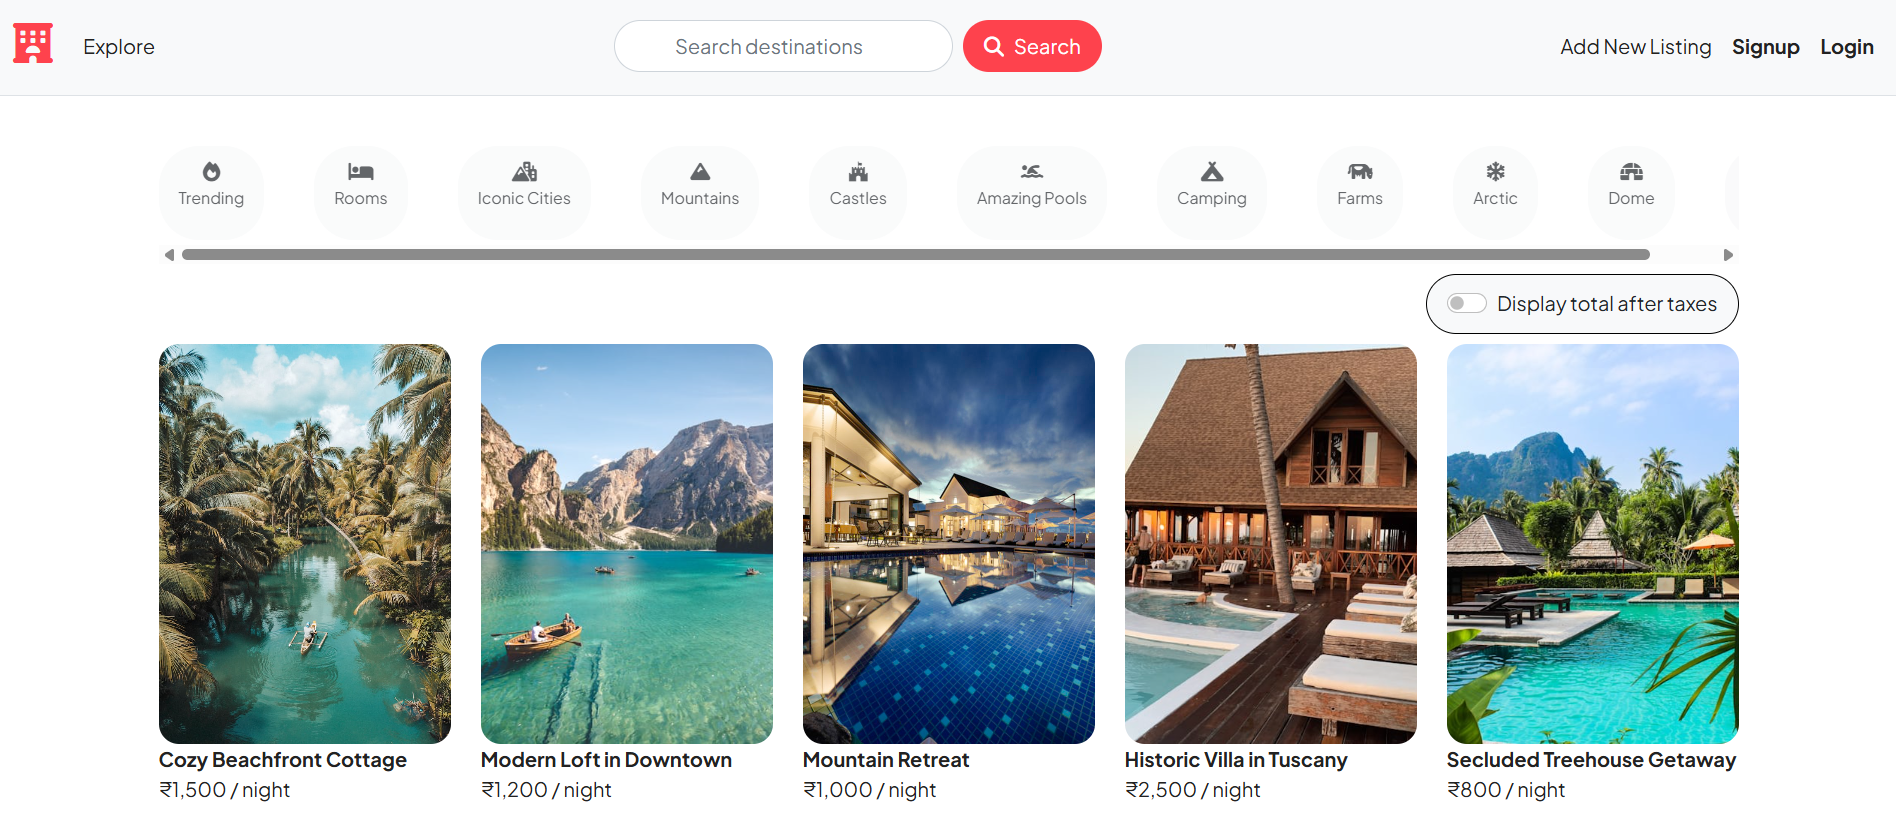 Explore
Search destinations
Search
Add New Listing
Signup
Login
Trending
Rooms
Iconic Cities
Mountains
Castles
Amazing Pools
Camping
Farms
Arctic
Dome
Display total after taxes
Cozy Beachfront Cottage
₹1,500 / night
Modern Loft in Downtown
₹1,200 / night
Mountain Retreat
₹1,000 / night
Historic Villa in Tuscany
₹2,500 / night
Secluded Treehouse Getaway
₹800 / night